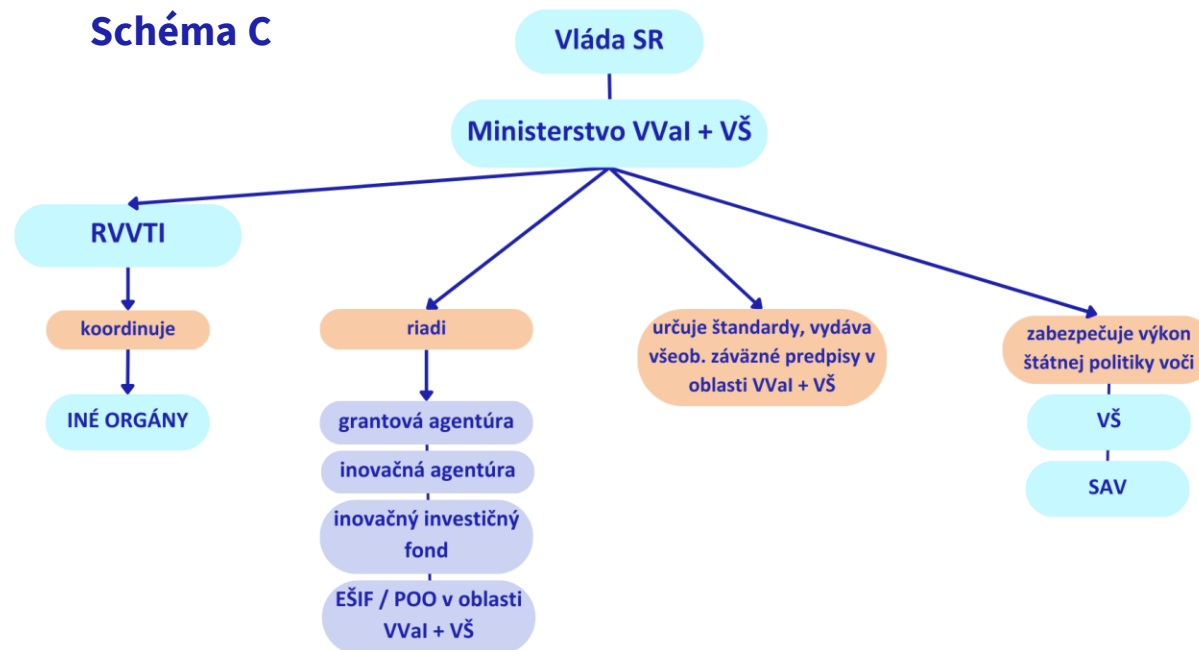 Schéma C
Vláda SR
Ministerstvo VVaI + VŠ
RVVTI
koordinuje
INÉ ORGÁNY
riadi
grantová agentúra
inovačná agentúra
inovačný investičný
fond
EŠIF / POO v oblasti
VVaI + VŠ
určuje štandardy, vydáva
všeob. záväzné predpisy v
oblasti VVaI + VŠ
zabezpečuje výkon
štátnej politiky voči
VŠ
SAV